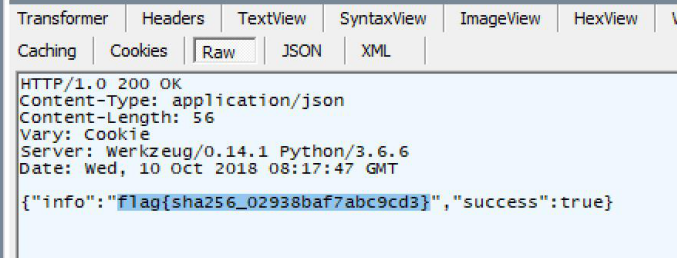 Transformer Headers TextView SyntaxView ImageView HexView
Caching Cookies Raw JSON XML
HTTP/1.0 200 OK
Content-Type: application/json
Content-Length: 56
Vary: Cookie
Server: Werkzeug/0.14.1 Python/3.6.6
Date: Wed, 10 Oct 2018 08:17:47 GMT
{"info":"flag{sha256_02938baf7abc9cd3}","success":true}